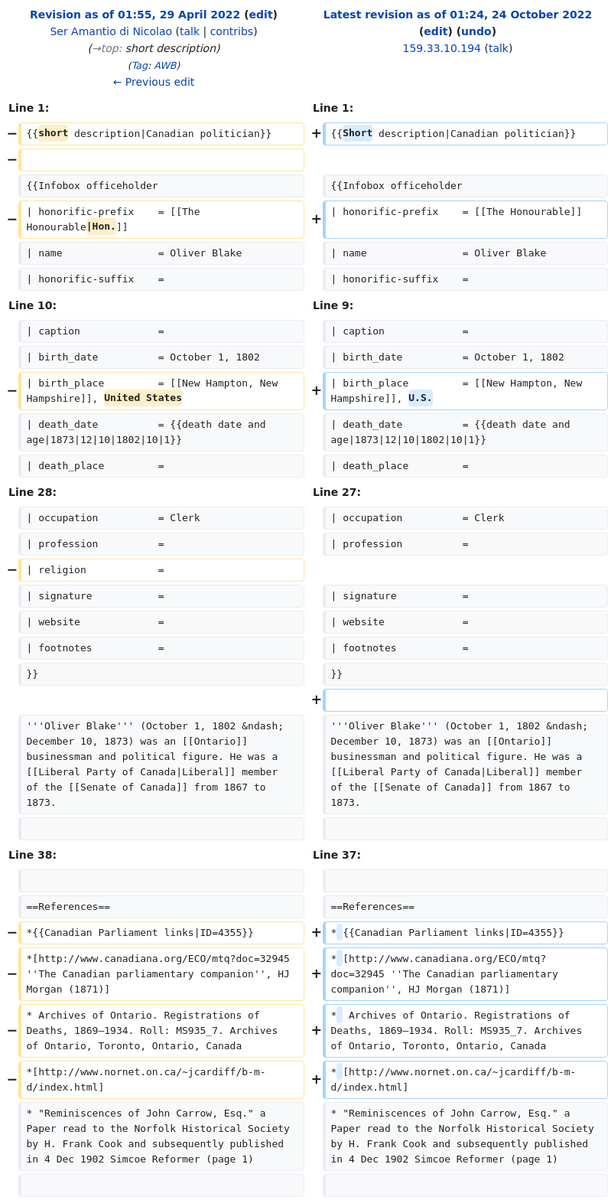 Revision as of 01:55, 29 April 2022 (edit)
Ser Amantio di Nicolao (talk | contribs)
(→top: short description)
(Tag: AWB)
← Previous edit
Latest revision as of 01:24, 24 October 2022
(edit) (undo)
159.33.10.194 (talk)
Line 1:
Line 1:
− {{short description|Canadian politician}}
+ {{Short description|Canadian politician}}
−
{{Infobox officeholder
{{Infobox officeholder
− | honorific-prefix    = [[The
Honourable|Hon.]]
+ | honorific-prefix    = [[The Honourable]]
| name                = Oliver Blake
| name                = Oliver Blake
| honorific-suffix    =
| honorific-suffix    =
Line 10:
Line 9:
| caption             =
| caption             =
| birth_date          = October 1, 1802
| birth_date          = October 1, 1802
− | birth_place         = [[New Hampton, New
Hampshire]], United States
+ | birth_place         = [[New Hampton, New
Hampshire]], U.S.
| death_date          = {{death date and
age|1873|12|10|1802|10|1}}
| death_date          = {{death date and
age|1873|12|10|1802|10|1}}
| death_place         =
| death_place         =
Line 28:
Line 27:
| occupation          = Clerk
| occupation          = Clerk
| profession          =
| profession          =
− | religion            =
| signature           =
| signature           =
| website             =
| website             =
| footnotes           =
| footnotes           =
}}
}}
+
'''Oliver Blake''' (October 1, 1802 &ndash;
December 10, 1873) was an [[Ontario]]
businessman and political figure. He was a
[[Liberal Party of Canada|Liberal]] member
of the [[Senate of Canada]] from 1867 to
1873.
'''Oliver Blake''' (October 1, 1802 &ndash;
December 10, 1873) was an [[Ontario]]
businessman and political figure. He was a
[[Liberal Party of Canada|Liberal]] member
of the [[Senate of Canada]] from 1867 to
1873.
Line 38:
Line 37:
==References==
==References==
− *{{Canadian Parliament links|ID=4355}}
+ * {{Canadian Parliament links|ID=4355}}
− *[http://www.canadiana.org/ECO/mtq?doc=32945
''The Canadian parliamentary companion'', HJ
Morgan (1871)]
+ * [http://www.canadiana.org/ECO/mtq?
doc=32945 ''The Canadian parliamentary
companion'', HJ Morgan (1871)]
− * Archives of Ontario. Registrations of
Deaths, 1869–1934. Roll: MS935_7. Archives
of Ontario, Toronto, Ontario, Canada
+ *  Archives of Ontario. Registrations of
Deaths, 1869–1934. Roll: MS935_7. Archives
of Ontario, Toronto, Ontario, Canada
− *[http://www.nornet.on.ca/~jcardiff/b-m-
d/index.html]
+ * [http://www.nornet.on.ca/~jcardiff/b-m-
d/index.html]
* "Reminiscences of John Carrow, Esq." a
Paper read to the Norfolk Historical Society
by H. Frank Cook and subsequently published
in 4 Dec 1902 Simcoe Reformer (page 1)
* "Reminiscences of John Carrow, Esq." a
Paper read to the Norfolk Historical Society
by H. Frank Cook and subsequently published
in 4 Dec 1902 Simcoe Reformer (page 1)